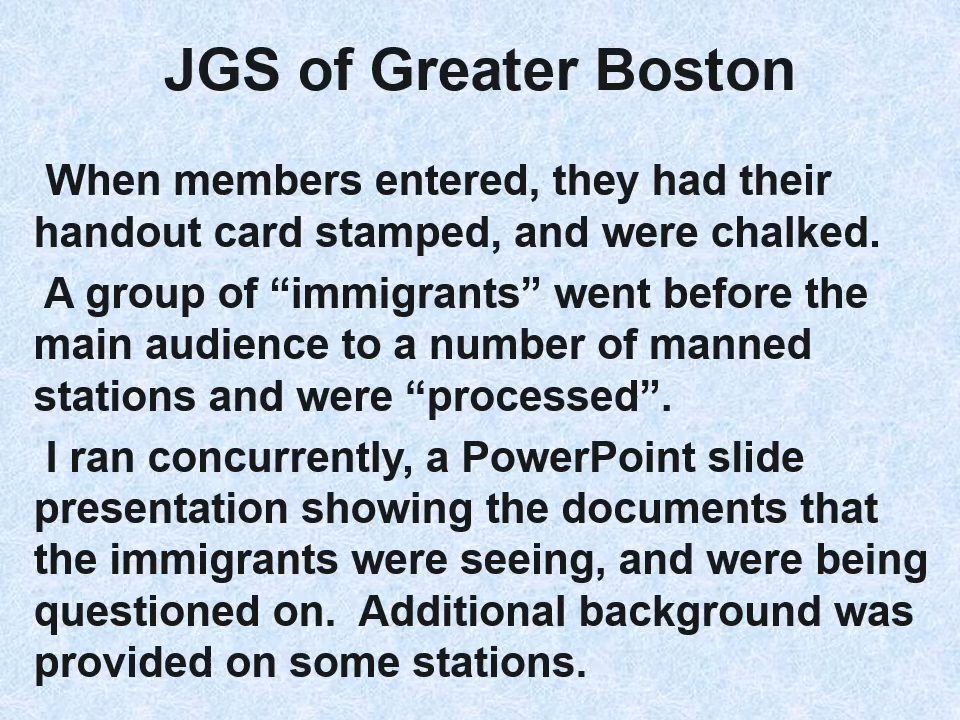 JGS of Greater Boston
When members entered, they had their
handout card stamped, and were chalked.
A group of “immigrants” went before the
main audience to a number of manned
stations and were “processed”.
I ran concurrently, a PowerPoint slide
presentation showing the documents that
the immigrants were seeing, and were being
questioned on.  Additional background was
provided on some stations.